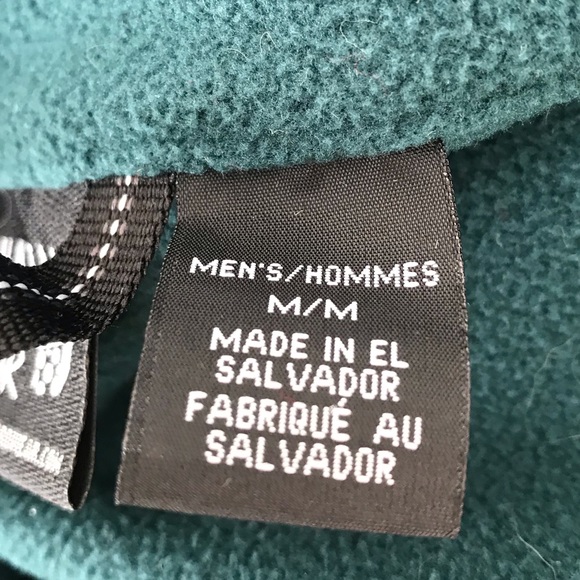 MEN'S/HOMMES
M/M
MADE IN EL
SALVADOR
FABRIQUÉ AU
SALVADOR